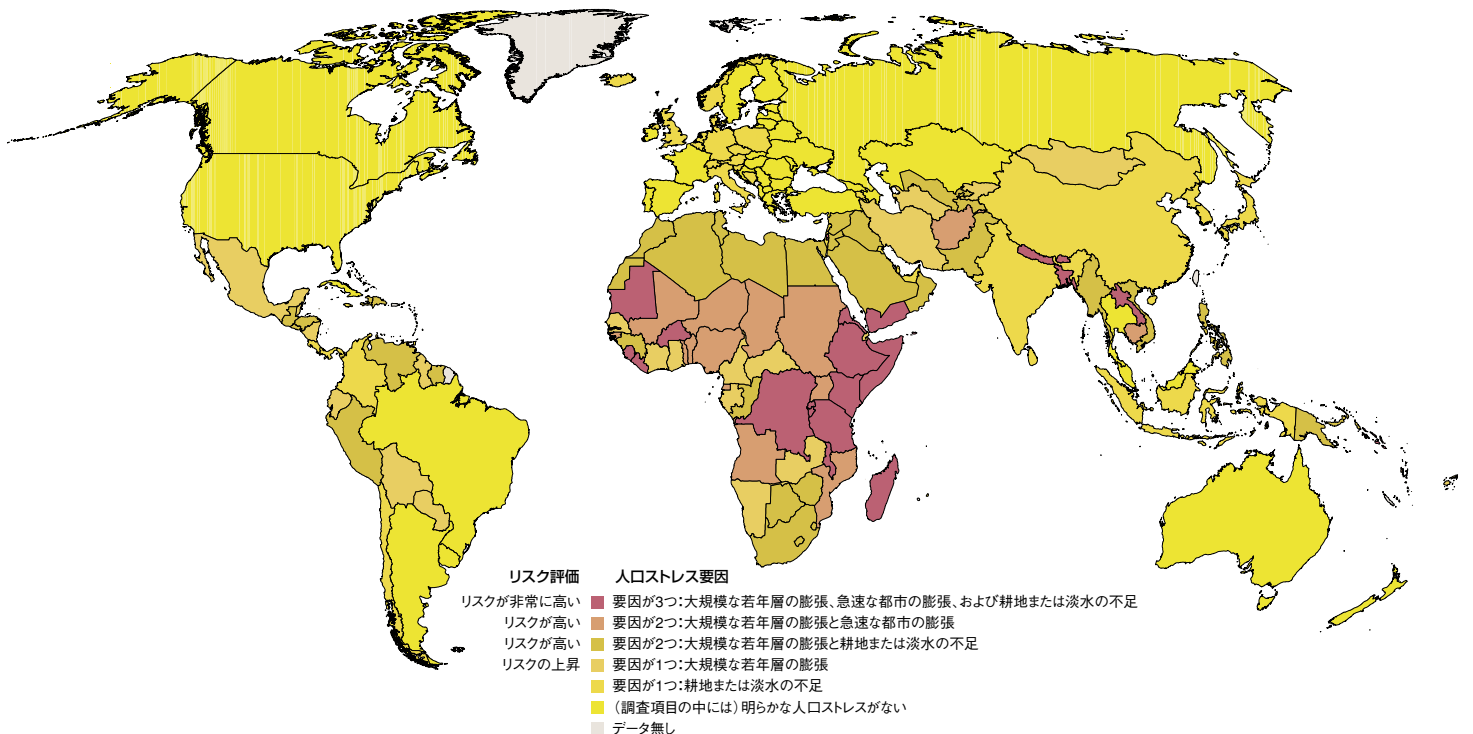 リスク評価 人口ストレス要因
リスクが非常に高い 要因が3つ:大規模な若年層の膨張、急速な都市の膨張、および耕地または淡水の不足
リスクが高い 要因が2つ:大規模な若年層の膨張と急速な都市の膨張
リスクが高い 要因が2つ:大規模な若年層の膨張と耕地または淡水の不足
リスクの上昇 要因が1つ:大規模な若年層の膨張
要因が1つ:耕地または淡水の不足
(調査項目の中には)明らかな人口ストレスがない
データ無し